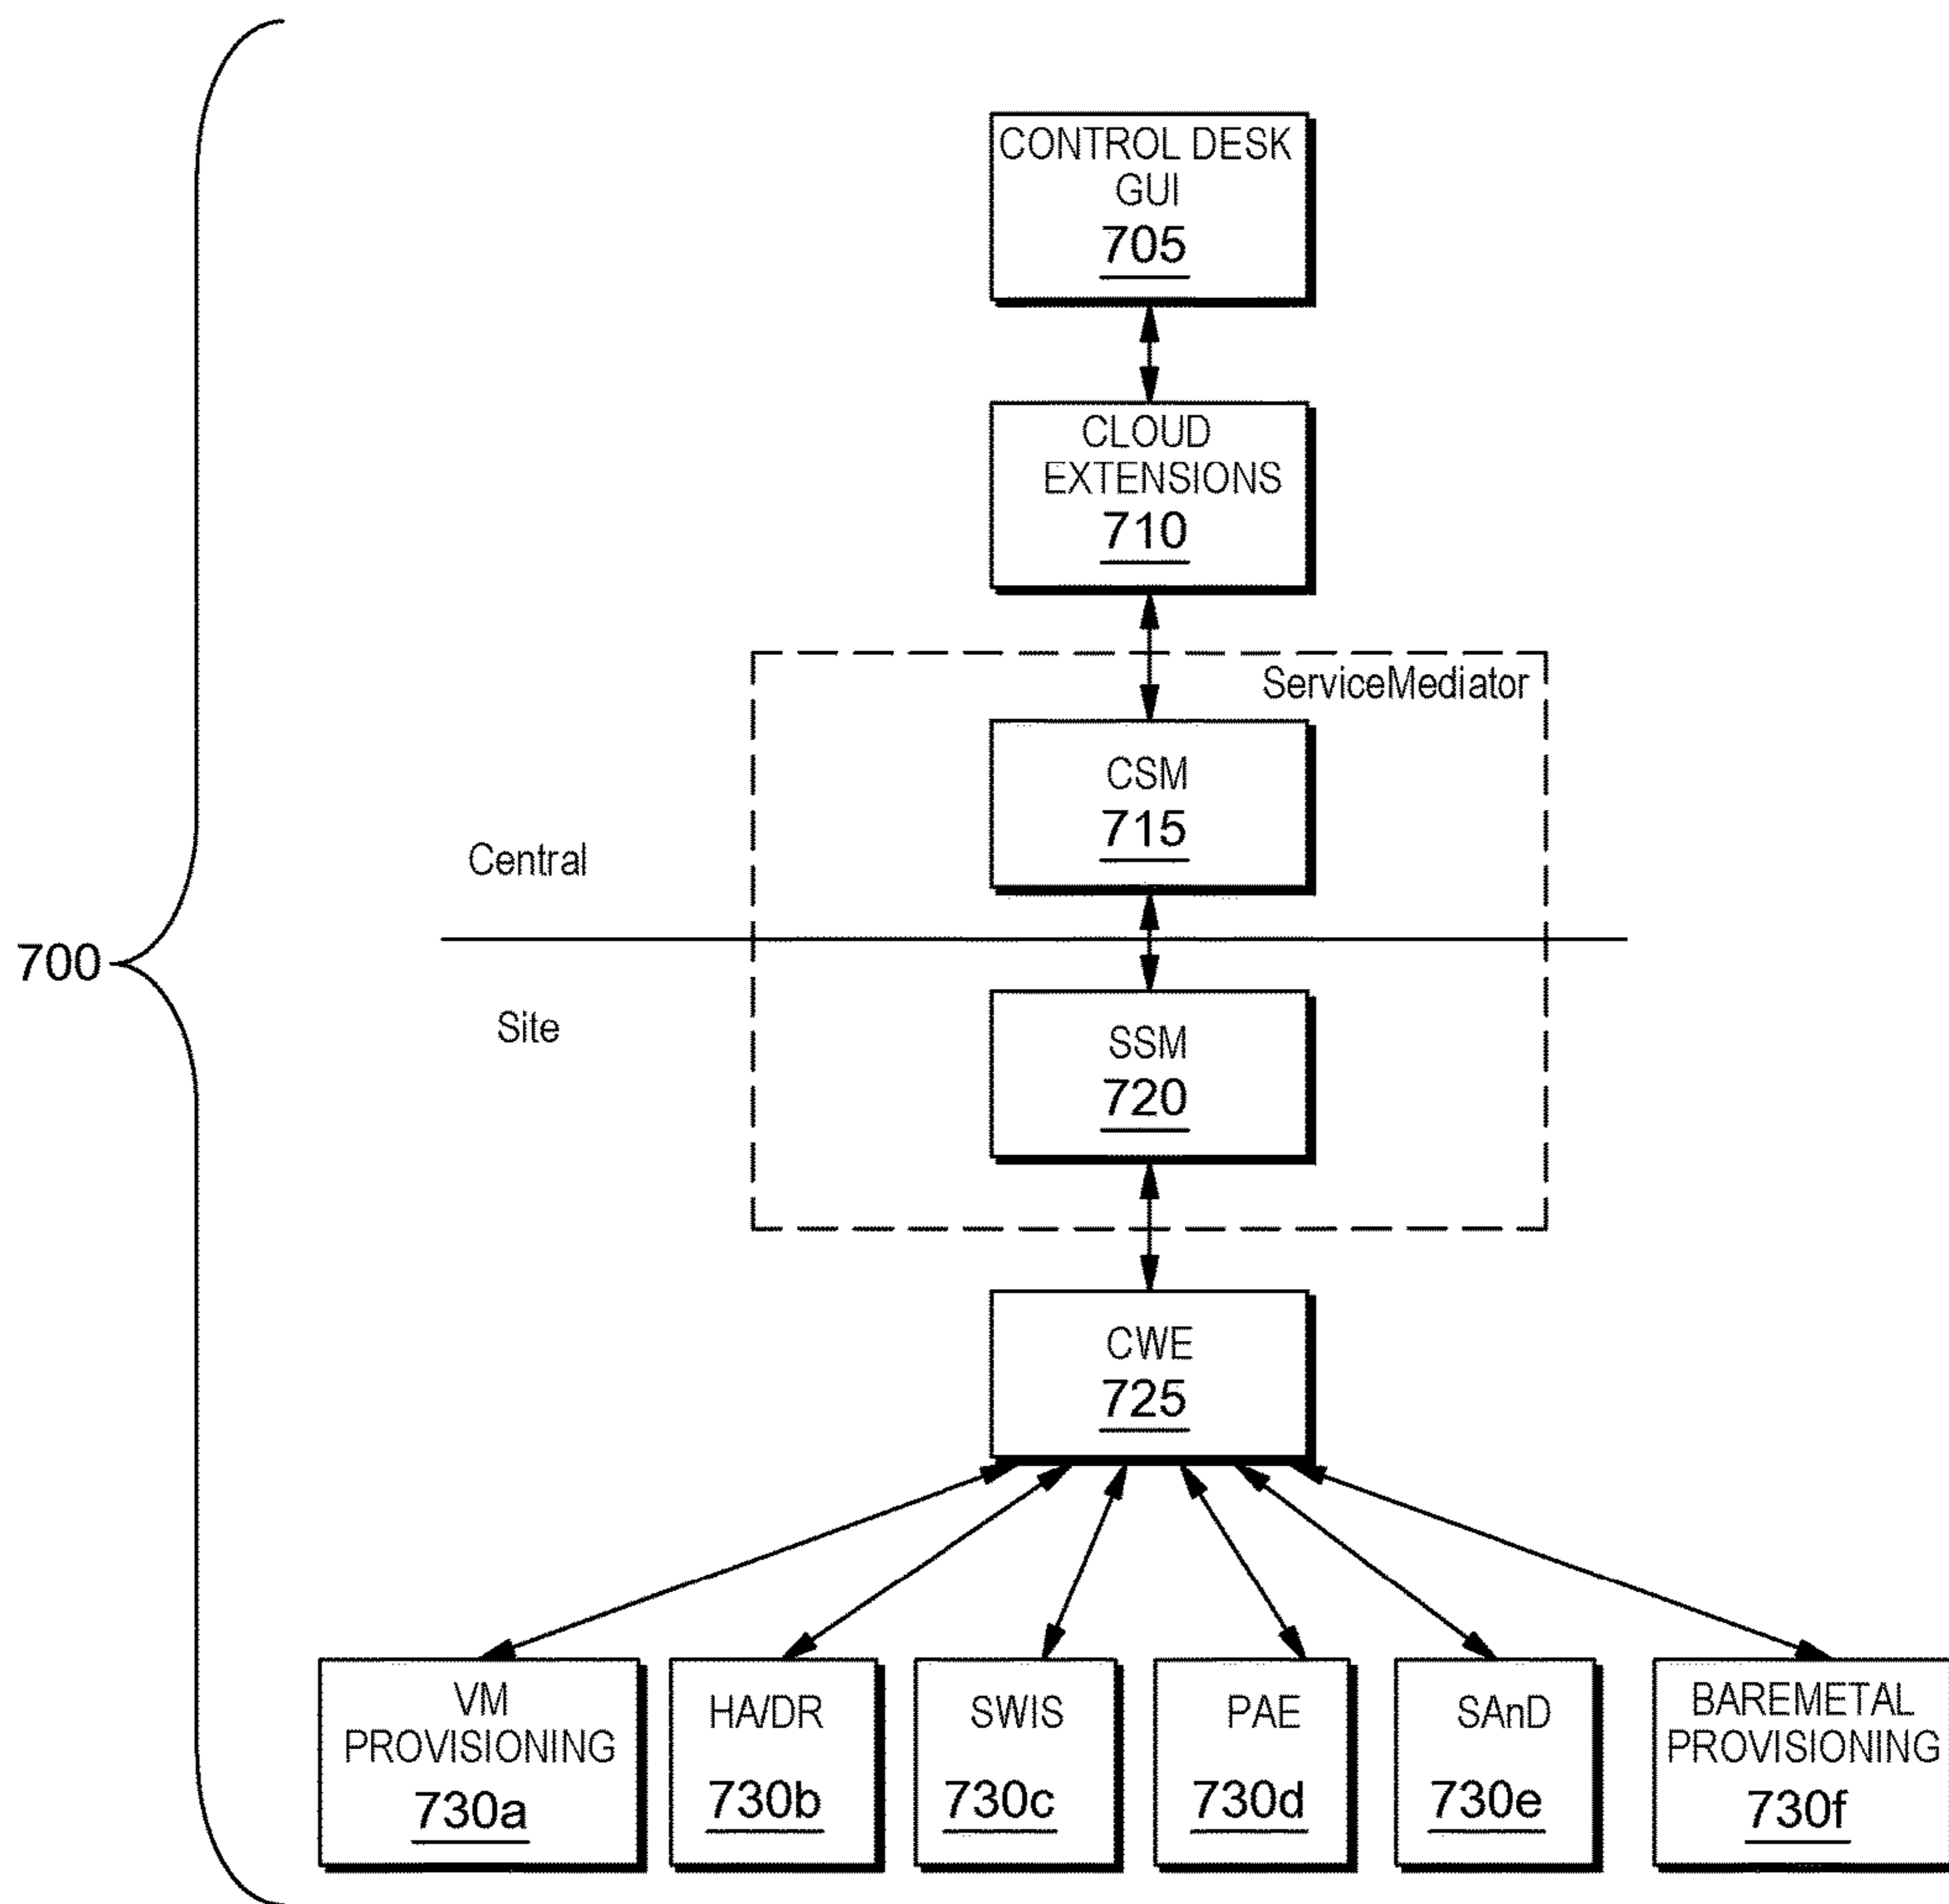 CONTROL DESK
GUI
705
CLOUD
EXTENSIONS
710
ServiceMediator
CSM
715
Central
700
Site
SSM
720
CWE
725
VM
PROVISIONING
730a
HA/DR
730b
SWIS
730c
PAE
730d
SAnD
730e
BAREMETAL
PROVISIONING
730f